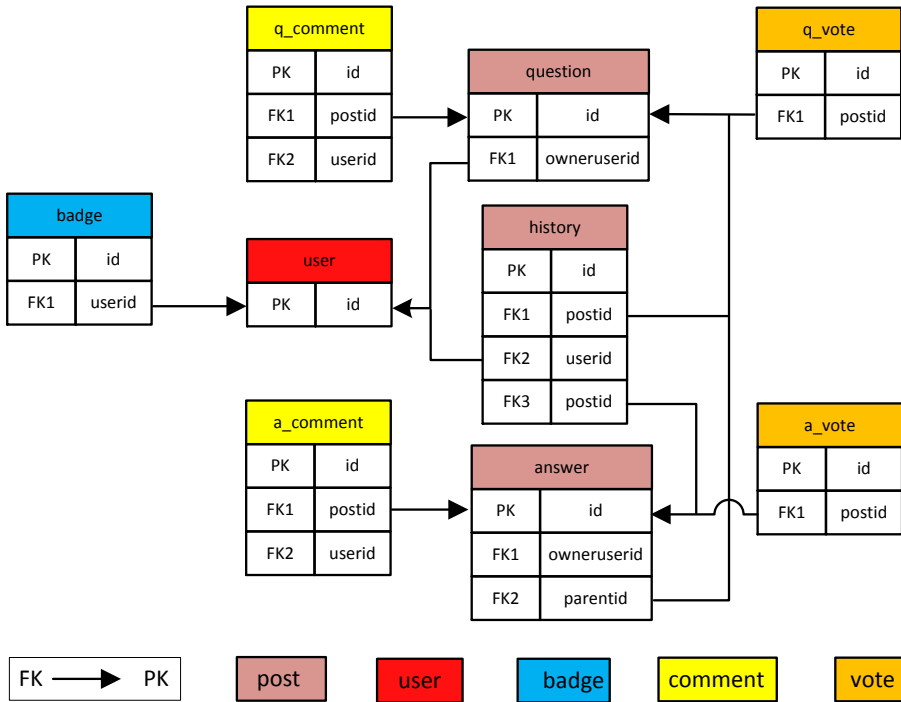 q_comment
PK id
FK1 postid
FK2 userid
question
PK id
FK1 owneruserid
q_vote
PK id
FK1 postid
badge
PK id
FK1 userid
user
PK id
history
PK id
FK1 postid
FK2 userid
FK3 postid
a_comment
PK id
FK1 postid
FK2 userid
answer
PK id
FK1 owneruserid
FK2 parentid
a_vote
PK id
FK1 postid
FK PK
post
user
badge
comment
vote